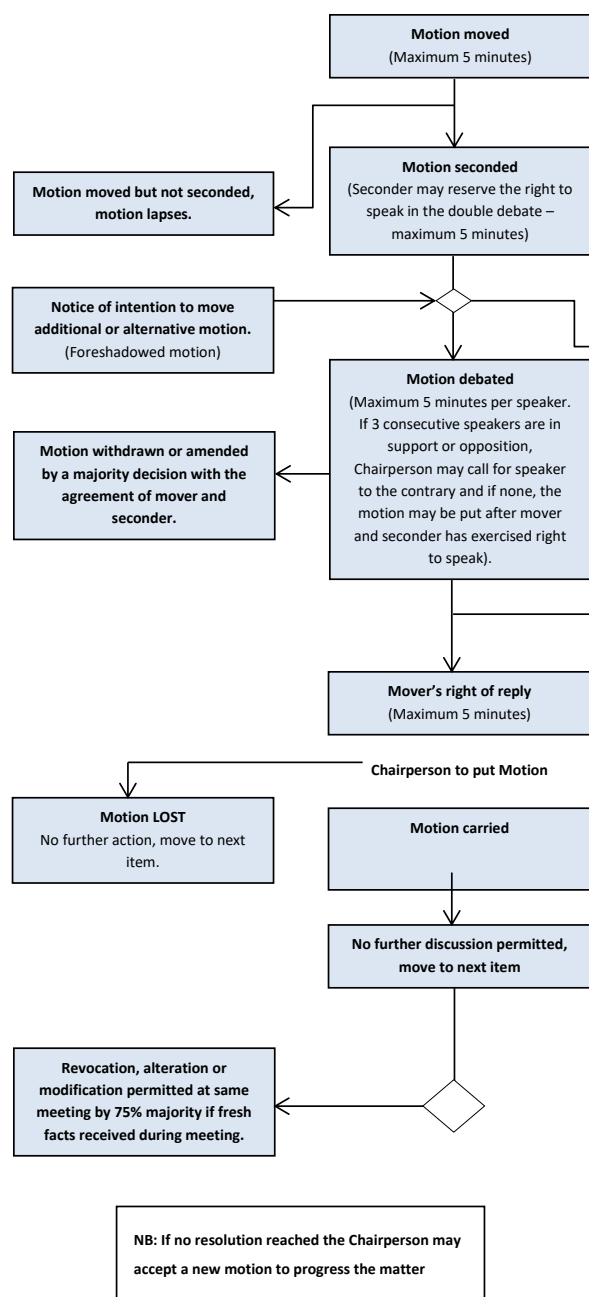 Motion moved
(Maximum 5 minutes)
Motion seconded
(Seconder may reserve the right to
speak in the double debate –
maximum 5 minutes)
Motion moved but not seconded,
motion lapses.
Notice of intention to move
additional or alternative motion.
(Foreshadowed motion)
Motion debated
(Maximum 5 minutes per speaker.
If 3 consecutive speakers are in
support or opposition,
Chairperson may call for speaker
to the contrary and if none, the
motion may be put after mover
and seconder has exercised right
to speak).
Motion withdrawn or amended
by a majority decision with the
agreement of mover and
seconder.
Mover’s right of reply
(Maximum 5 minutes)
Chairperson to put Motion
Motion LOST
No further action, move to next
item.
Motion carried
No further discussion permitted,
move to next item
Revocation, alteration or
modification permitted at same
meeting by 75% majority if fresh
facts received during meeting.
NB: If no resolution reached the Chairperson may
accept a new motion to progress the matter